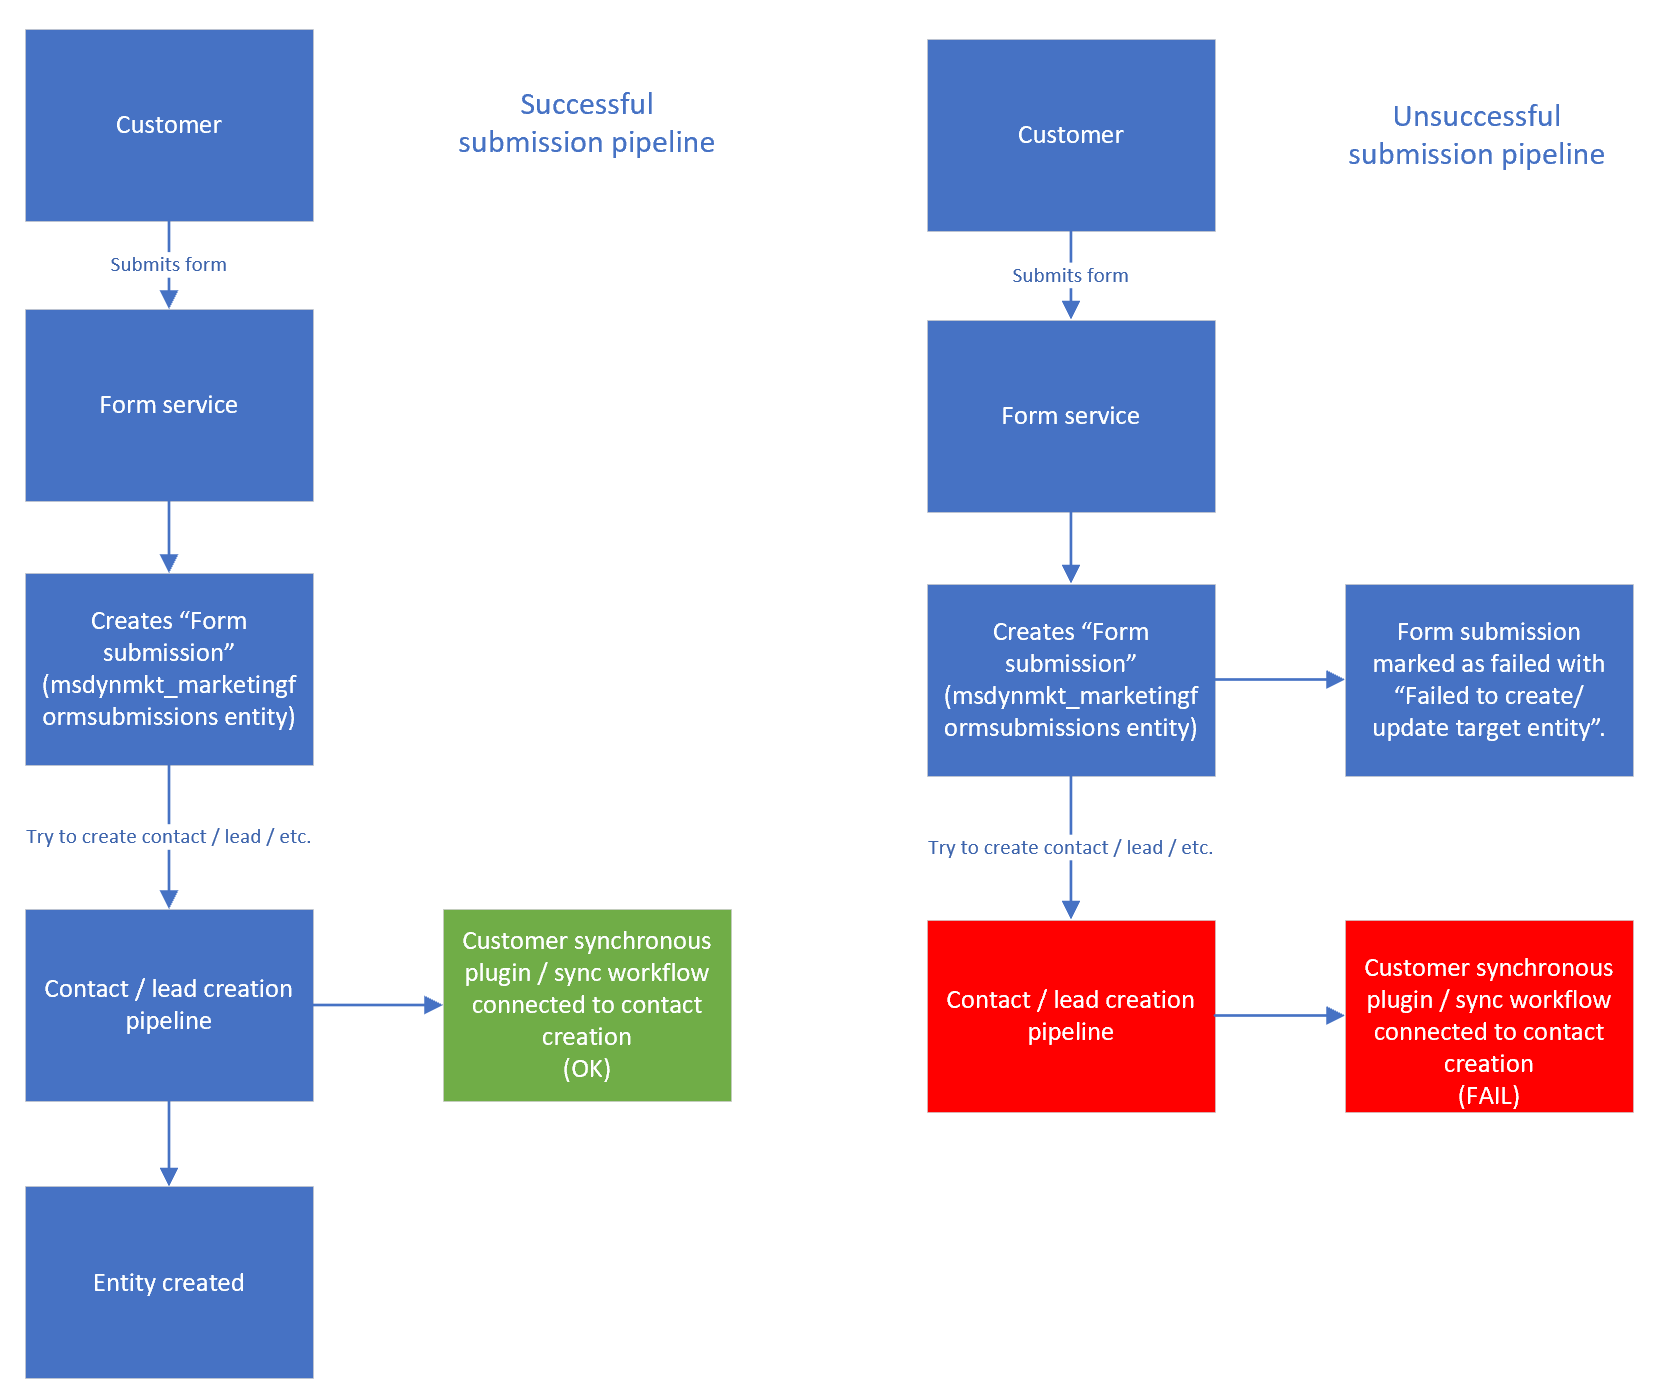 Customer
Successful
submission pipeline
Submits form
Form service
Creates “Form
submission”
(msdynmkt_marketingf
ormsubmissions entity)
Try to create contact / lead / etc.
Contact / lead creation
pipeline
Customer synchronous
plugin / sync workflow
connected to contact
creation
(OK)
Entity created
Customer
Unsuccessful
submission pipeline
Submits form
Form service
Creates “Form
submission”
(msdynmkt_marketingf
ormsubmissions entity)
Form submission
marked as failed with
“Failed to create/
update target entity”.
Try to create contact / lead / etc.
Contact / lead creation
pipeline
Customer synchronous
plugin / sync workflow
connected to contact
creation
(FAIL)